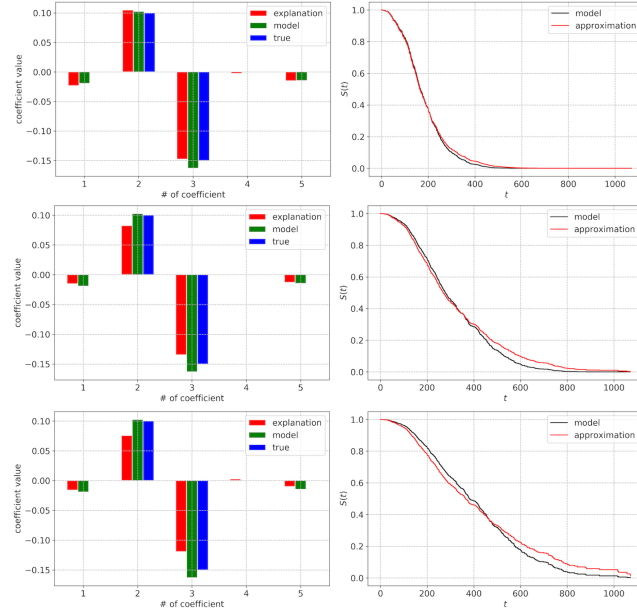 0.10
0.05
0.00
−0.05
−0.10
−0.15
coefficient value
explanation
model
true
1 2 3 4 5
# of coefficient
1.0
0.8
0.6
0.4
0.2
0.0
S(t)
model
approximation
0 200 400 600 800 1000
t
0.10
0.05
0.00
−0.05
−0.10
−0.15
coefficient value
explanation
model
true
1 2 3 4 5
# of coefficient
1.0
0.8
0.6
0.4
0.2
0.0
S(t)
model
approximation
0 200 400 600 800 1000
t
0.10
0.05
0.00
−0.05
−0.10
−0.15
coefficient value
explanation
model
true
1 2 3 4 5
# of coefficient
1.0
0.8
0.6
0.4
0.2
0.0
S(t)
model
approximation
0 200 400 600 800 1000
t